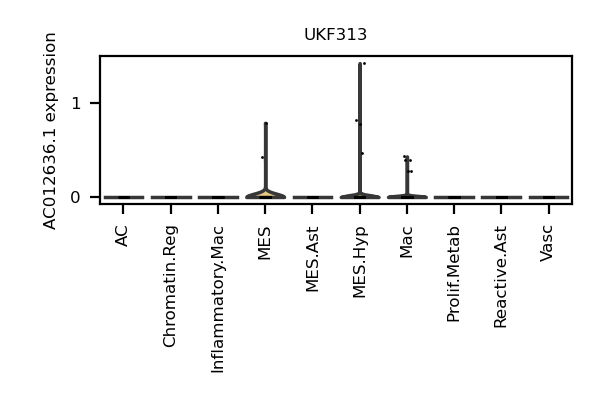 UKF313
AC012636.1 expression
1
0
AC
Chromatin.Reg
Inflammatory.Mac
MES
MES.Ast
MES.Hyp
Mac
Prolif.Metab
Reactive.Ast
Vasc